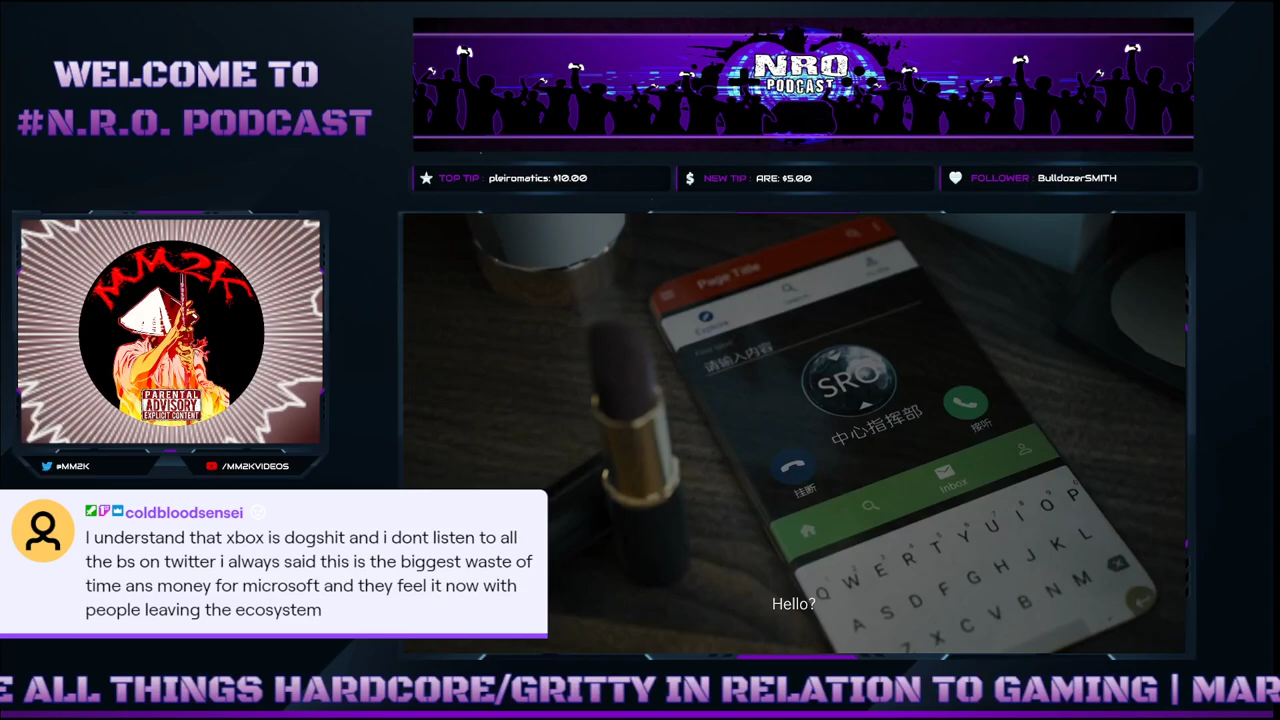 WELCOME TO
#N.R.O. PODCAST
NRO
PODCAST
TOP TIP : pleiromatics: $10.00
$ NEW TIP : ARE: $5.00
FOLLOWER : BulldozerSMITH
MM2K
PARENTAL
ADVISORY
EXPLICIT CONTENT
@MM2K
/MM2KVIDEOS
Page Title
Explore
请输入内容
SRO
中心指挥部
挂断
接听
Inbox
Q W E R T Y U I O P
A S D F G H J K L
Z X C V B N M
Hello?
coldbloodsensei
I understand that xbox is dogshit and i dont listen to all
the bs on twitter i always said this is the biggest waste of
time ans money for microsoft and they feel it now with
people leaving the ecosystem
E ALL THINGS HARDCORE/GRITTY IN RELATION TO GAMING | MAR